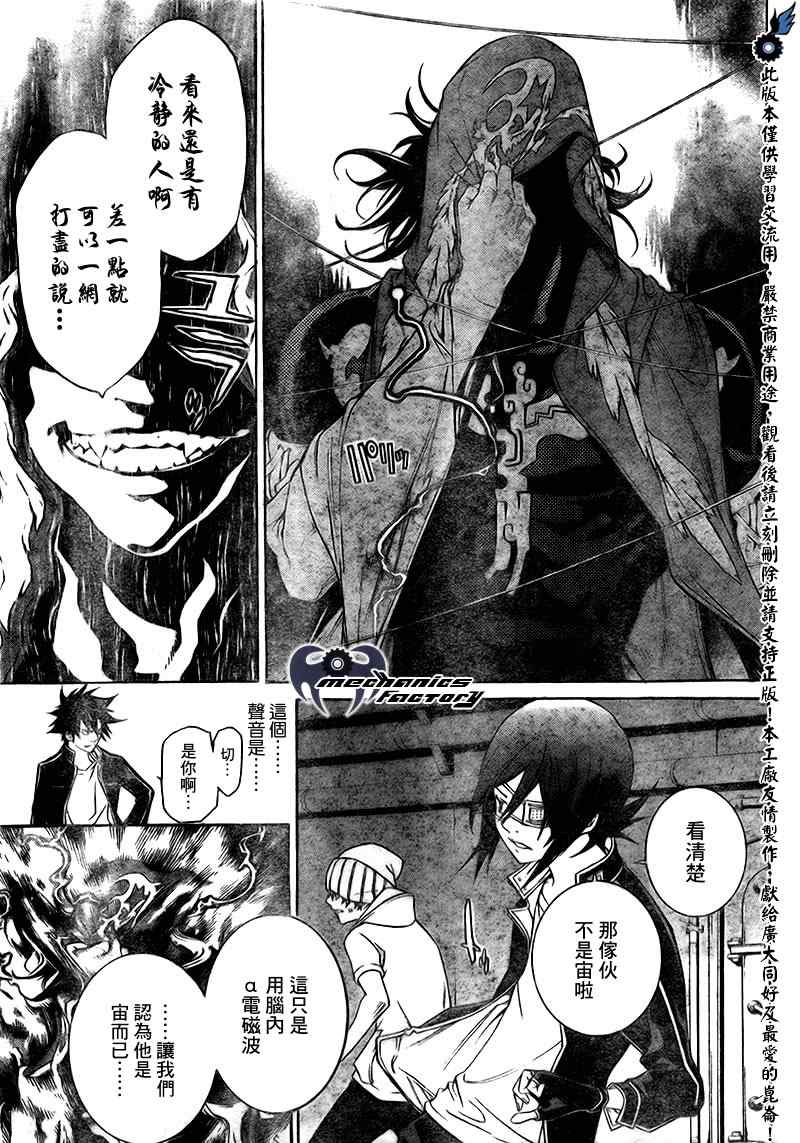 此版本僅供學習交流用，嚴禁商業用途，觀看後請立刻刪除並請支持正版！本工廠友情製作，獻給廣大同好及最愛的崑崙！
看來還是有
冷靜的人啊
差一點就
可以一網
打盡的說…
mechanics
factory
看清楚
那傢伙
不是宙啦
這個……
聲音是……
切…
是你啊…
這只是
用腦內
α電磁波
……讓我們
認為他是
宙而已……